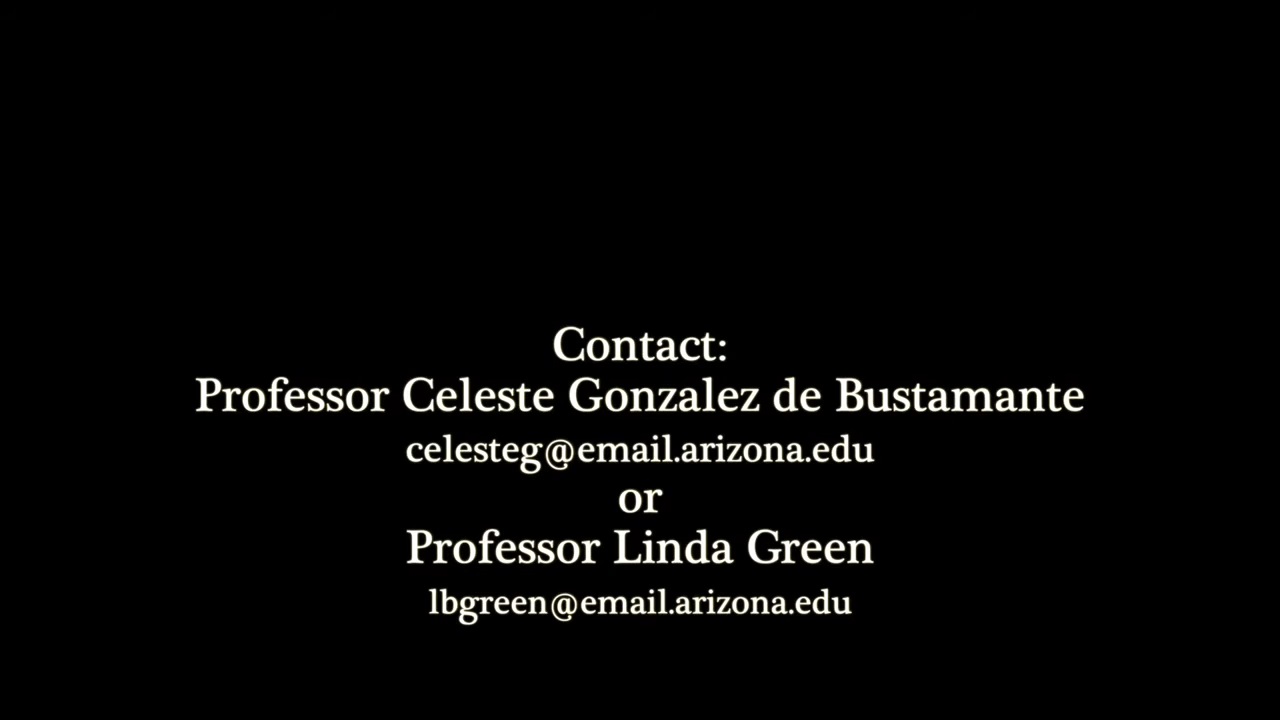 Contact:
Professor Celeste Gonzalez de Bustamante
celesteg@email.arizona.edu
or
Professor Linda Green
lbgreen@email.arizona.edu